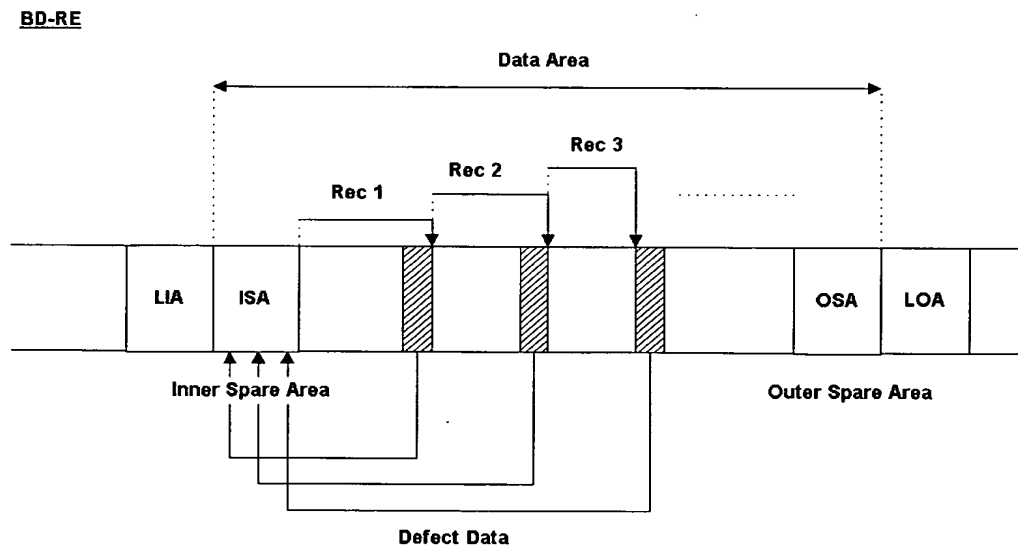 BD-RE
Data Area
Rec 1
Rec 2
Rec 3
LIA
ISA
OSA
LOA
Inner Spare Area
Outer Spare Area
Defect Data